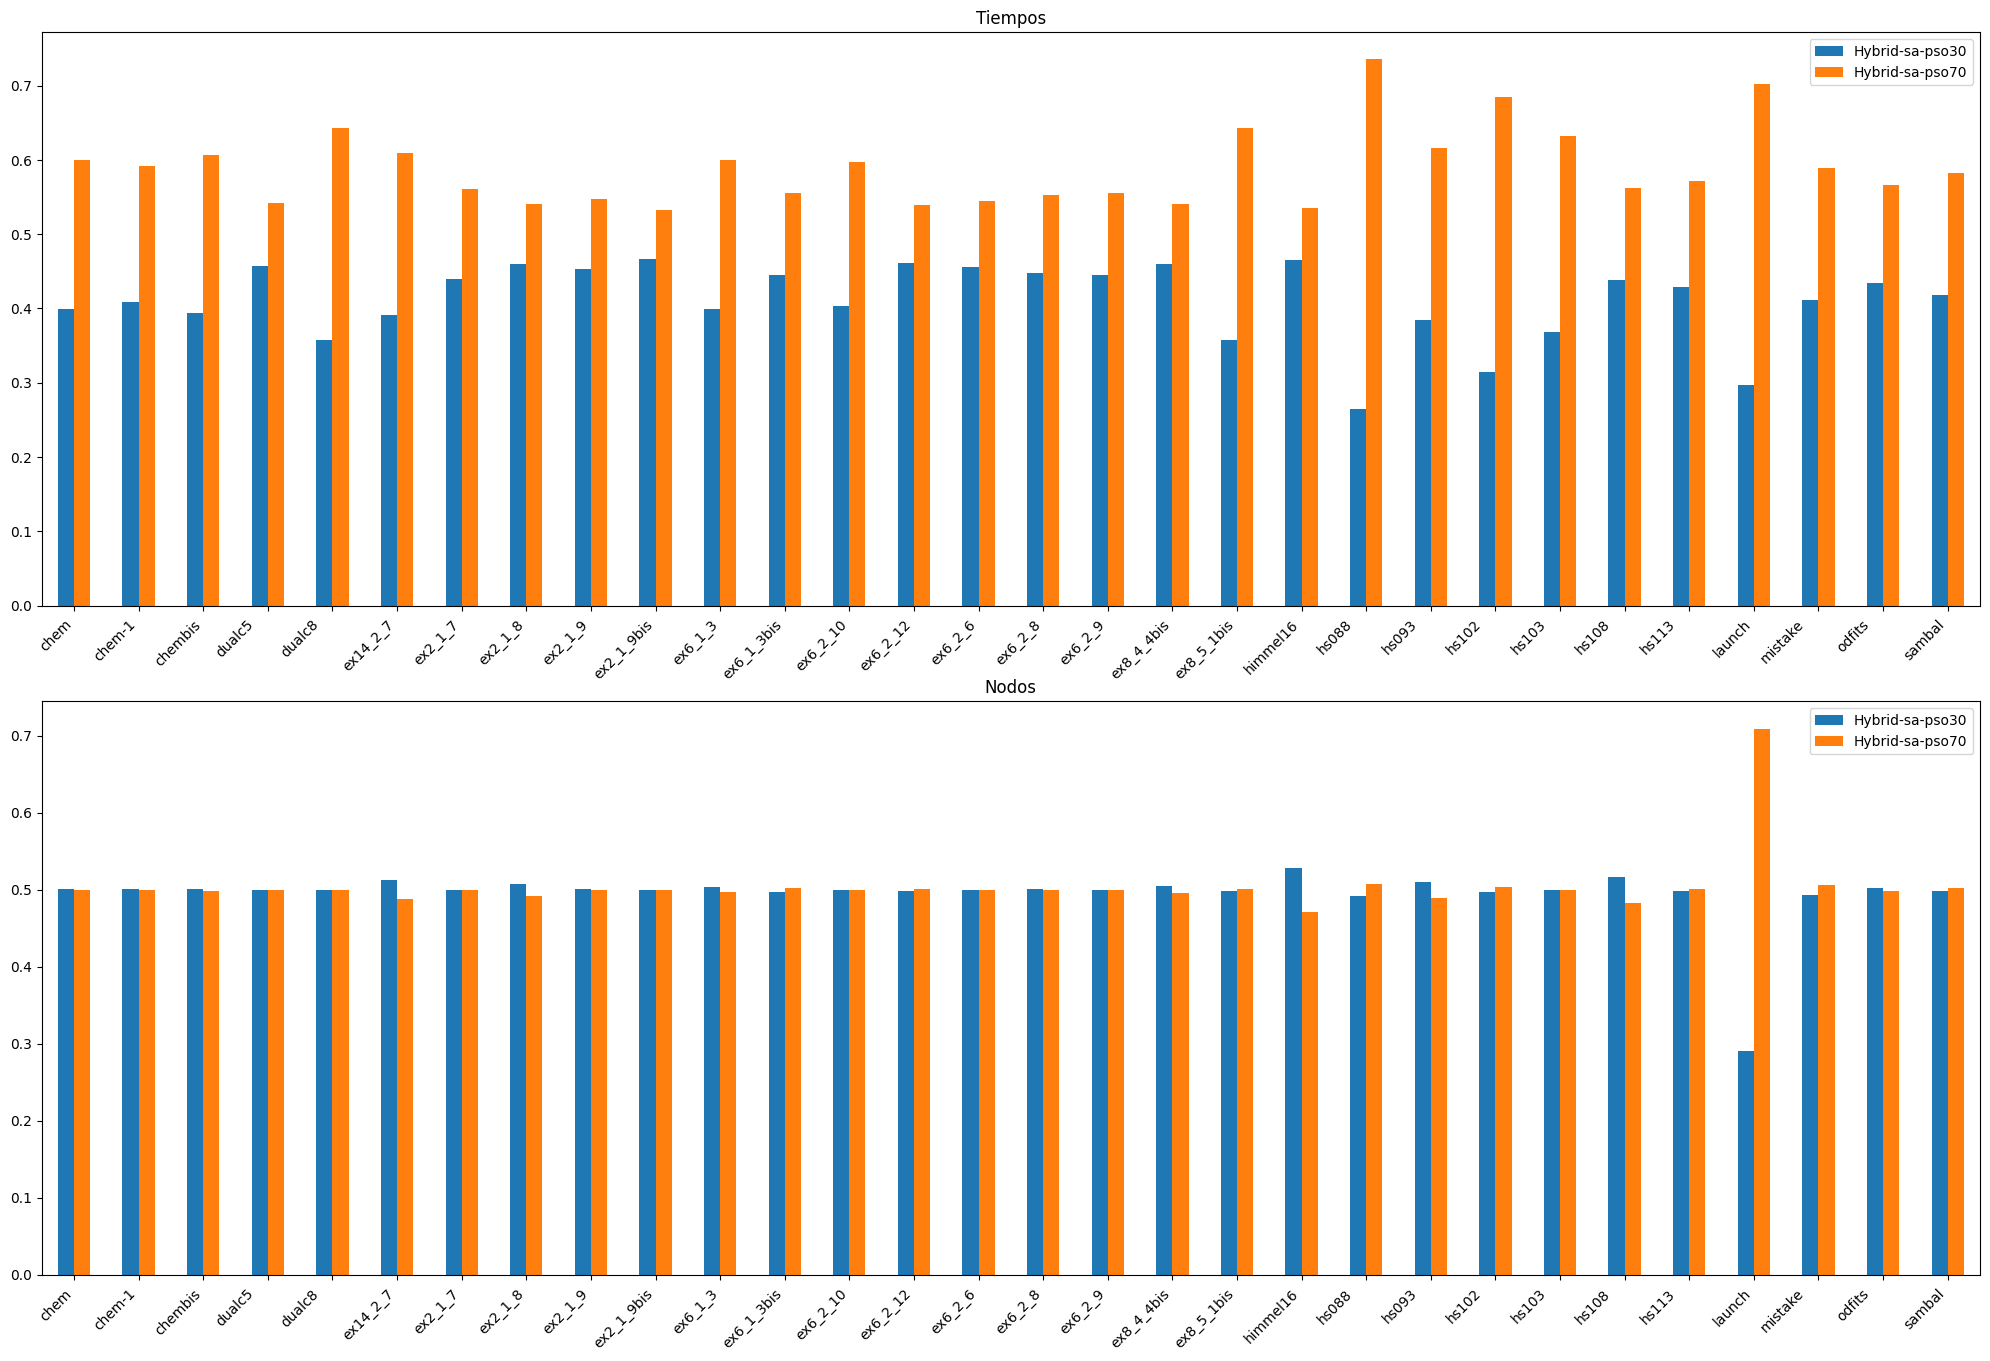 Tiempos
Hybrid-sa-pso30
Hybrid-sa-pso70
0.7
0.6
0.5
0.4
0.3
0.2
0.1
0.0
chem
chem-1
chembis
dualc5
dualc8
ex14_2_7
ex2_1_7
ex2_1_8
ex2_1_9
ex2_1_9bis
ex6_1_3
ex6_1_3bis
ex6_2_10
ex6_2_12
ex6_2_6
ex6_2_8
ex6_2_9
ex8_4_4bis
ex8_5_1bis
himmel16
hs088
hs093
hs102
hs103
hs108
hs113
launch
mistake
odfits
sambal
Nodos
Hybrid-sa-pso30
Hybrid-sa-pso70
0.7
0.6
0.5
0.4
0.3
0.2
0.1
0.0
chem
chem-1
chembis
dualc5
dualc8
ex14_2_7
ex2_1_7
ex2_1_8
ex2_1_9
ex2_1_9bis
ex6_1_3
ex6_1_3bis
ex6_2_10
ex6_2_12
ex6_2_6
ex6_2_8
ex6_2_9
ex8_4_4bis
ex8_5_1bis
himmel16
hs088
hs093
hs102
hs103
hs108
hs113
launch
mistake
odfits
sambal